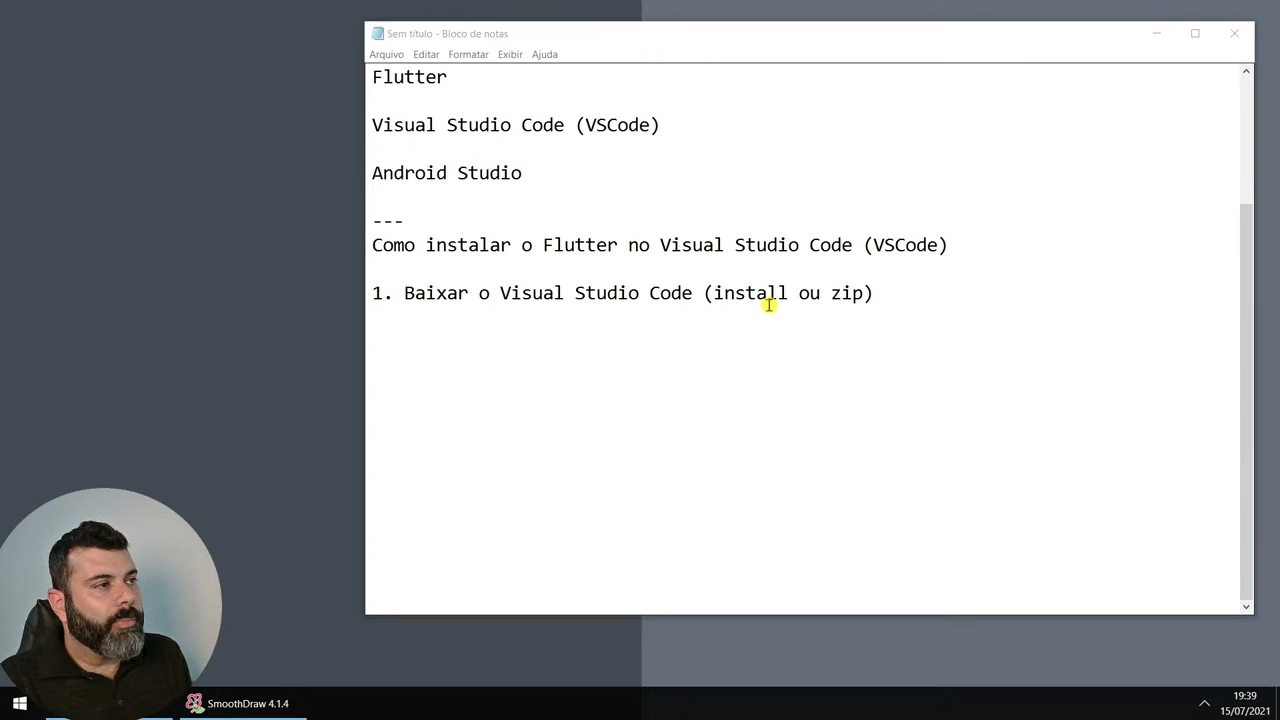 Sem título - Bloco de notas
Arquivo Editar Formatar Exibir Ajuda
Flutter
Visual Studio Code (VSCode)
Android Studio
---
Como instalar o Flutter no Visual Studio Code (VSCode)
1. Baixar o Visual Studio Code (install ou zip)
SmoothDraw 4.1.4
19:39
15/07/2021